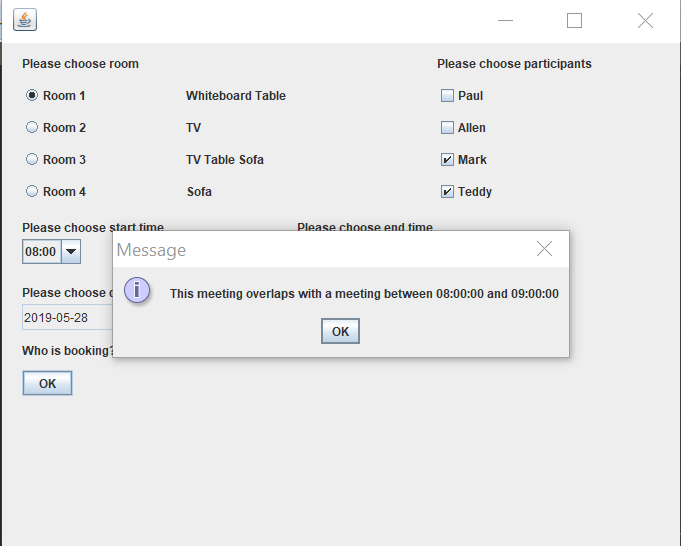 Please choose room Please choose participants
Room 1 Whiteboard Table Paul
Room 2 TV Allen
Room 3 TV Table Sofa Mark
Room 4 Sofa Teddy
Please choose start time Please choose end time
08:00
Message
This meeting overlaps with a meeting between 08:00:00 and 09:00:00
OK
Please choose
2019-05-28
Who is booking?
OK